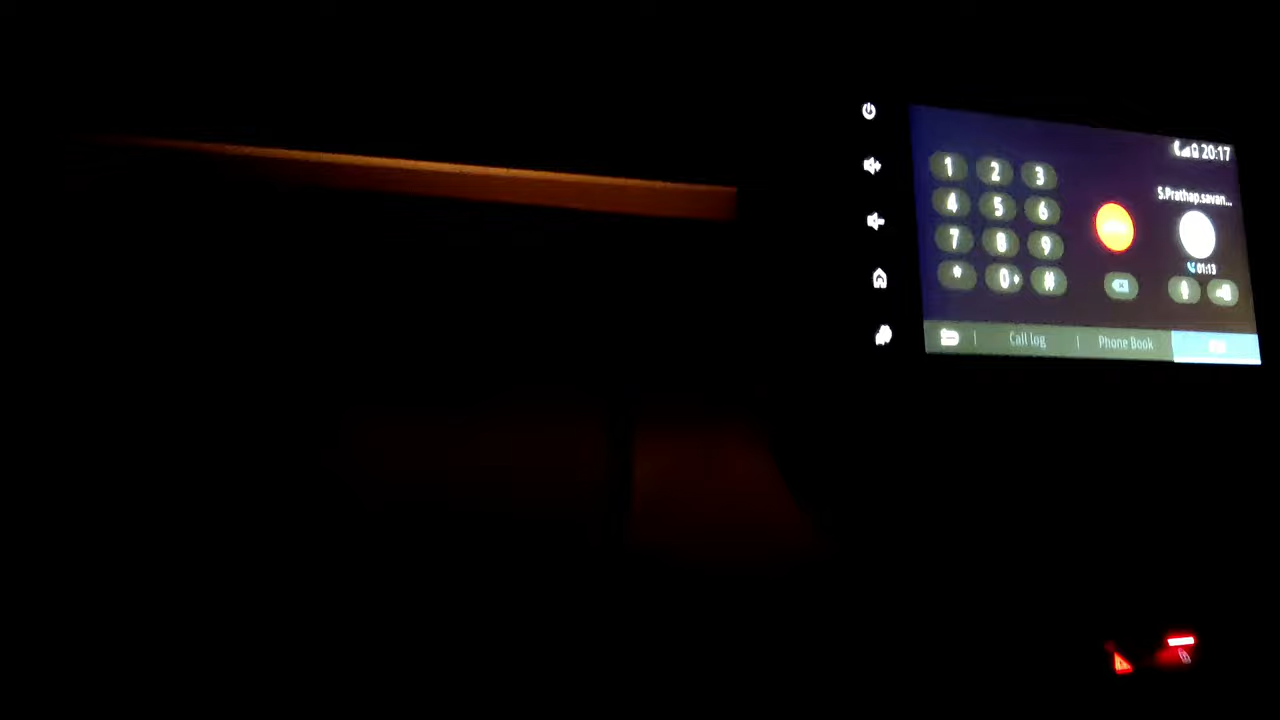 20:17
S.Prathap.savan...
1 2 3
4 5 6
7 8 9
* 0+ #
01:13
Call log
Phone Book